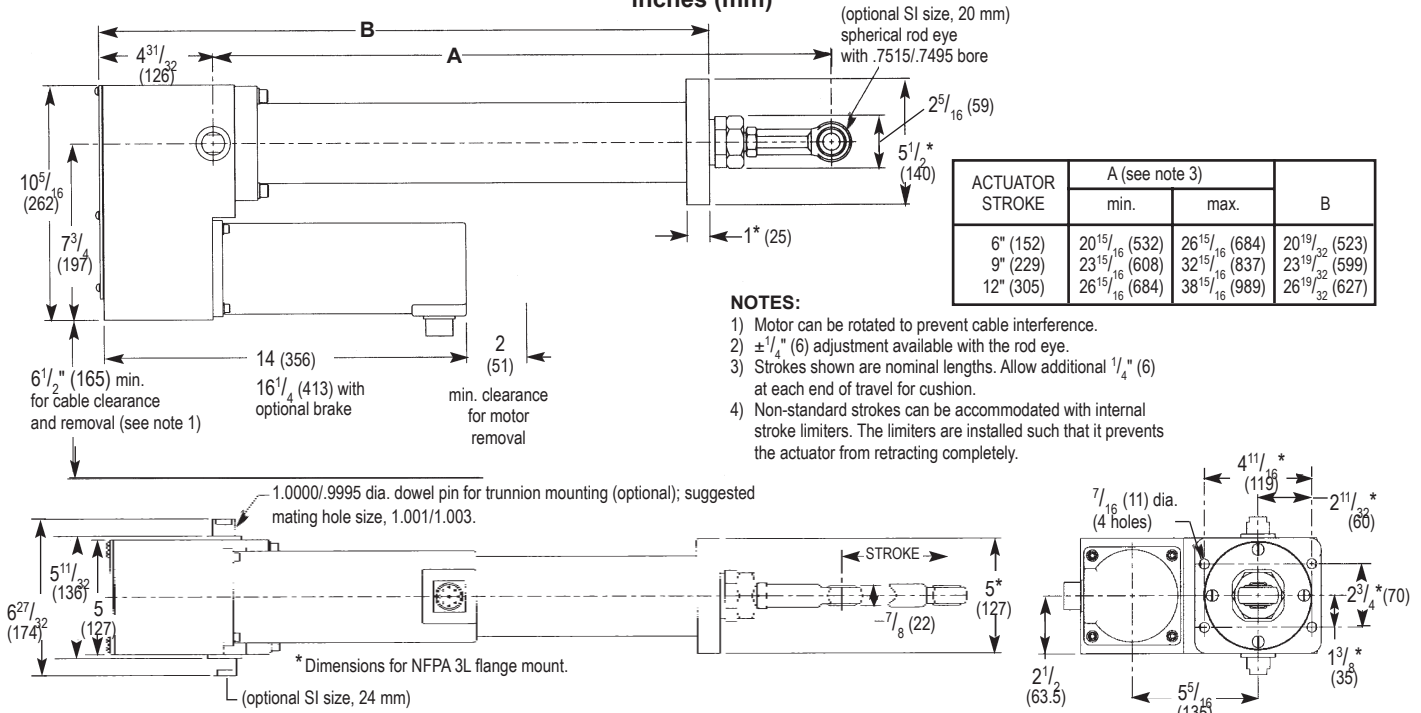 inches (mm)
B
A
4 31/32
(126)
(optional SI size, 20 mm)
spherical rod eye
with .7515/.7495 bore
2 5/16 (59)
5 1/2*
(140)
10 5/16
(262)
7 3/4
(197)
1* (25)
14 (356)
16 1/4 (413) with
optional brake
2
(51)
min. clearance
for motor
removal
6 1/2" (165) min.
for cable clearance
and removal (see note 1)
ACTUATOR STROKE | A (see note 3) | B
min. | max.
6" (152) 20 15/16 (532) 26 15/16 (684) 20 19/32 (523)
9" (229) 23 15/16 (608) 32 15/16 (837) 23 19/32 (599)
12" (305) 26 15/16 (684) 38 15/16 (989) 26 19/32 (627)
NOTES:
1) Motor can be rotated to prevent cable interference.
2) ±1/4" (6) adjustment available with the rod eye.
3) Strokes shown are nominal lengths. Allow additional 1/4" (6)
at each end of travel for cushion.
4) Non-standard strokes can be accommodated with internal
stroke limiters. The limiters are installed such that it prevents
the actuator from retracting completely.
1.0000/.9995 dia. dowel pin for trunnion mounting (optional); suggested
mating hole size, 1.001/1.003.
6 27/32
(174)
5 11/32
(136)
5
(127)
STROKE
7/8 (22)
5*
(127)
* Dimensions for NFPA 3L flange mount.
(optional SI size, 24 mm)
7/16 (11) dia.
(4 holes)
4 11/16*
(119)
2 11/32*
(60)
2 3/4*(70)
1 3/8*
(35)
2 1/2
(63.5)
5 5/16
(135)